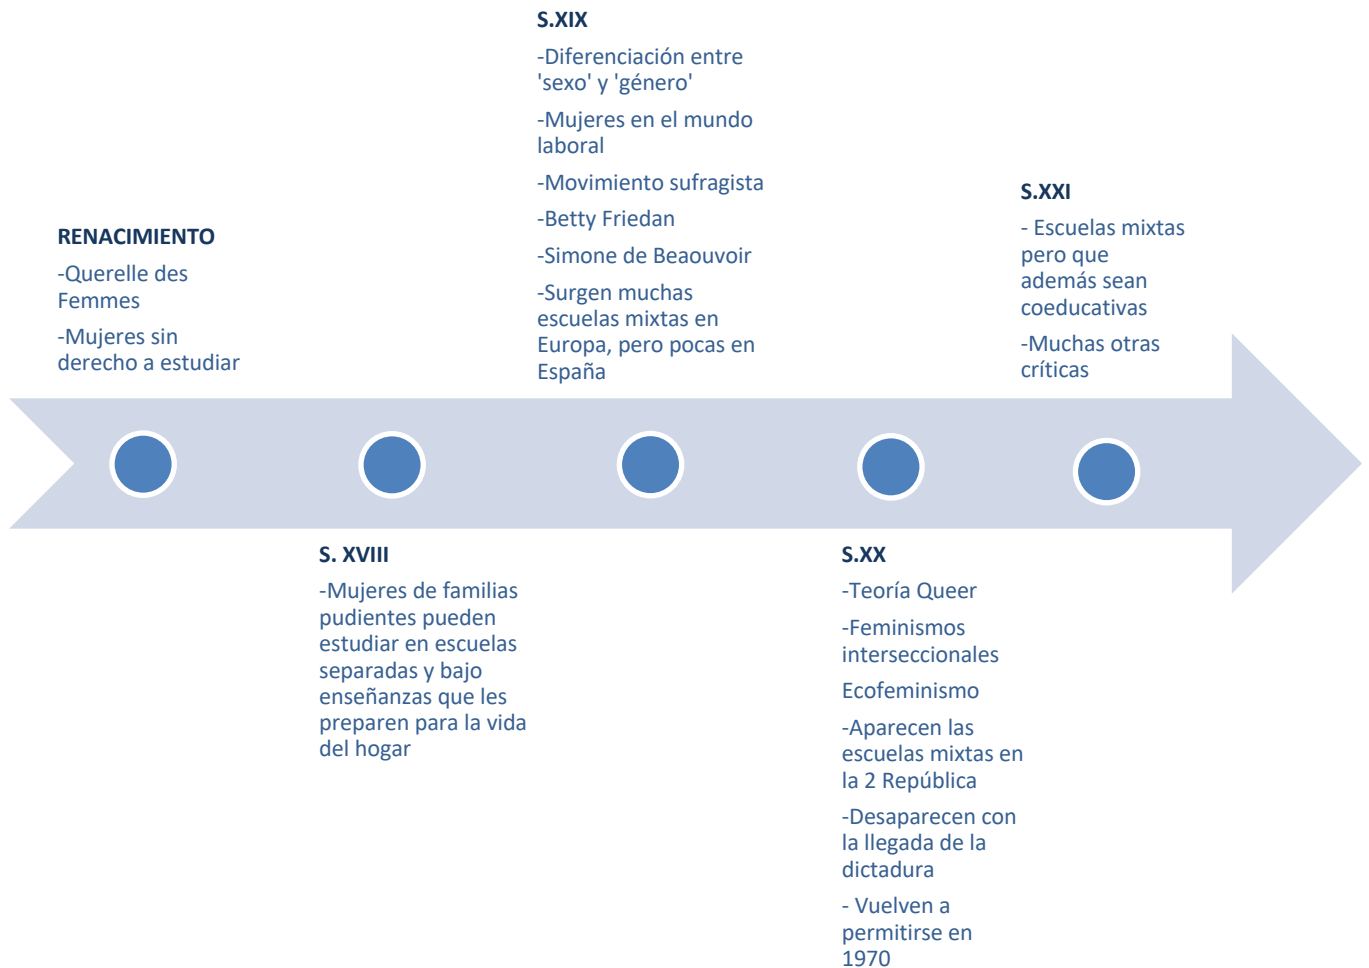 RENACIMIENTO
-Querelle des
Femmes
-Mujeres sin
derecho a estudiar
S. XVIII
-Mujeres de familias
pudientes pueden
estudiar en escuelas
separadas y bajo
enseñanzas que les
preparen para la vida
del hogar
S.XIX
-Diferenciación entre
'sexo' y 'género'
-Mujeres en el mundo
laboral
-Movimiento sufragista
-Betty Friedan
-Simone de Beaouvoir
-Surgen muchas
escuelas mixtas en
Europa, pero pocas en
España
S.XX
-Teoría Queer
-Feminismos
interseccionales
Ecofeminismo
-Aparecen las
escuelas mixtas en
la 2 República
-Desaparecen con
la llegada de la
dictadura
- Vuelven a
permitirse en
1970
S.XXI
- Escuelas mixtas
pero que
además sean
coeducativas
-Muchas otras
críticas